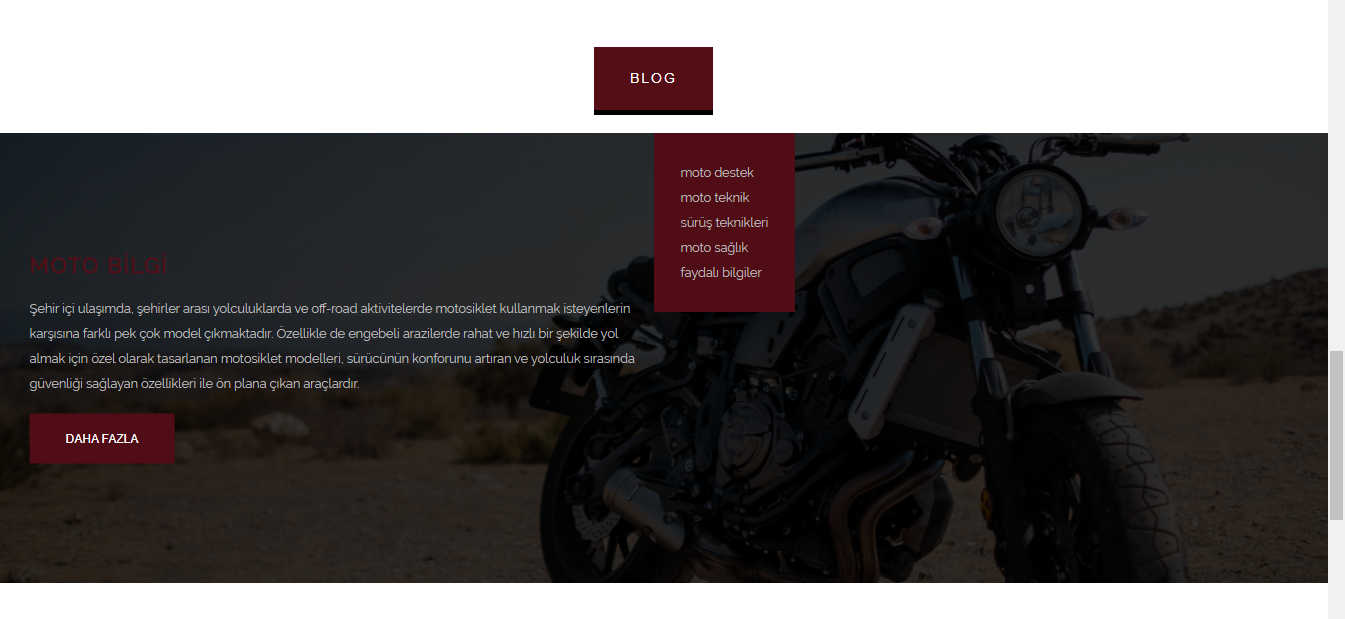 BLOG
moto destek
moto teknik
sürüş teknikleri
moto sağlık
faydalı bilgiler
MOTO BİLGİ
Şehir içi ulaşımda, şehirler arası yolculuklarda ve off-road aktivitelerde motosiklet kullanmak isteyenlerin
karşısına farklı pek çok model çıkmaktadır. Özellikle de engebeli arazilerde rahat ve hızlı bir şekilde yol
almak için özel olarak tasarlanan motosiklet modelleri, sürücünün konforunu artıran ve yolculuk sırasında
güvenliği sağlayan özellikleri ile ön plana çıkan araçlardır.
DAHA FAZLA